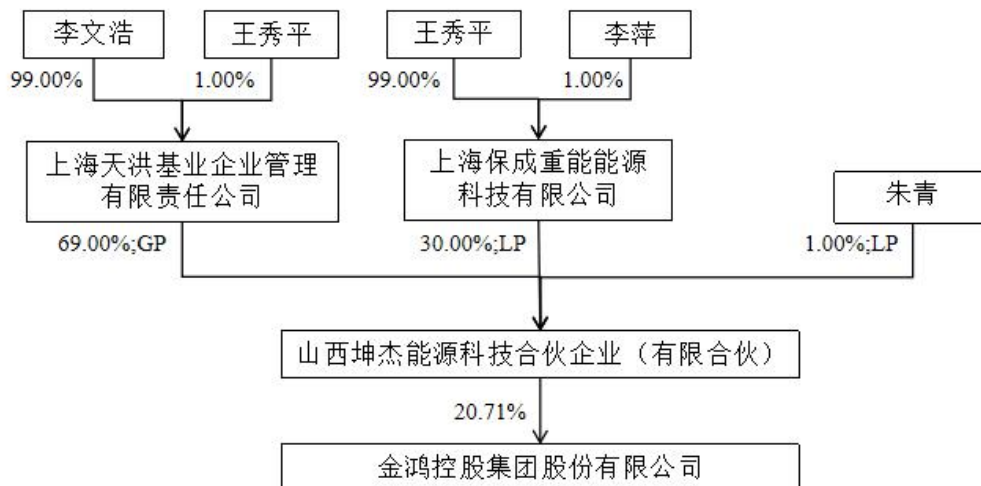 李文浩
王秀平
王秀平
李萍
99.00%
1.00%
99.00%
1.00%
上海天洪基业企业管理
有限责任公司
上海保成重能能源
科技有限公司
朱青
69.00%;GP
30.00%;LP
1.00%;LP
山西坤杰能源科技合伙企业（有限合伙）
20.71%
金鸿控股集团股份有限公司